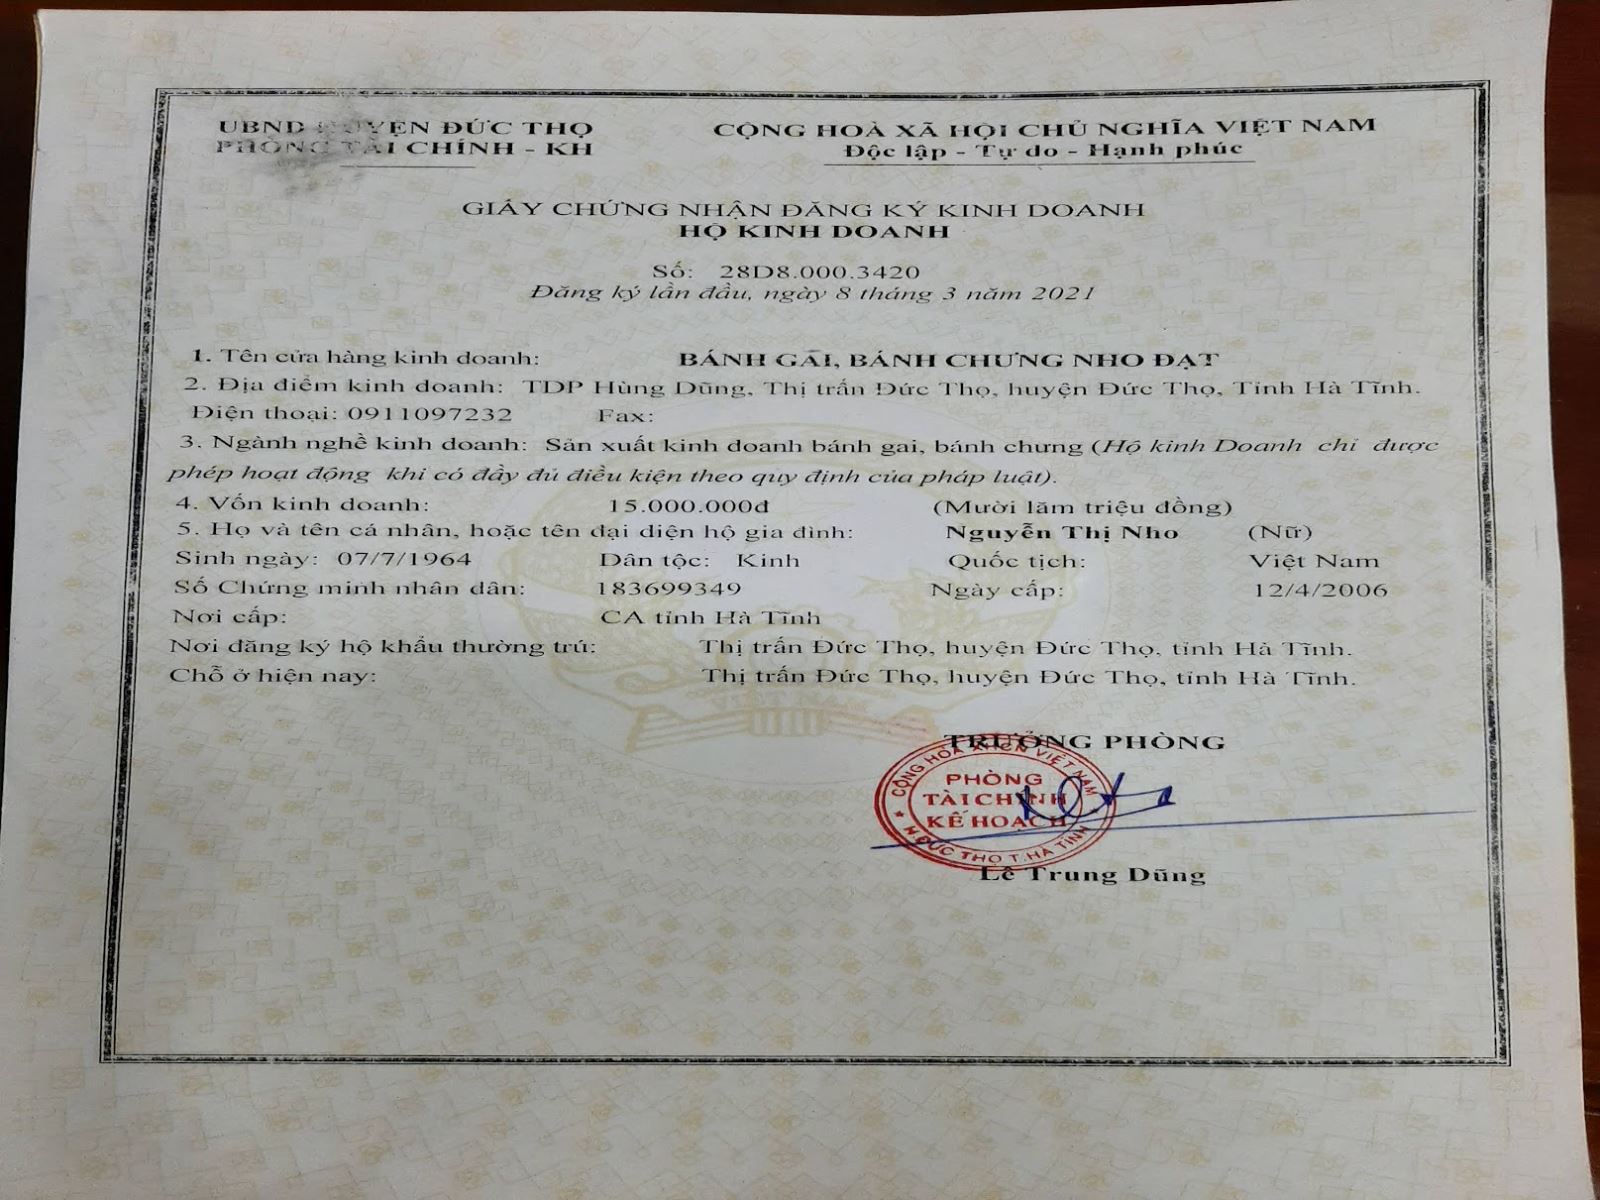 UBND HUYỆN ĐỨC THỌ
PHÒNG TÀI CHÍNH - KH
CỘNG HOÀ XÃ HỘI CHỦ NGHĨA VIỆT NAM
Độc lập - Tự do - Hạnh phúc
GIẤY CHỨNG NHẬN ĐĂNG KÝ KINH DOANH
HỘ KINH DOANH
Số: 28D8.000.3420
Đăng ký lần đầu, ngày 8 tháng 3 năm 2021
1. Tên cửa hàng kinh doanh: BÁNH GAI, BÁNH CHƯNG NHO ĐẠT
2. Địa điểm kinh doanh: TDP Hùng Dũng, Thị trấn Đức Thọ, huyện Đức Thọ, Tỉnh Hà Tĩnh.
Điện thoại: 0911097232 Fax:
3. Ngành nghề kinh doanh: Sản xuất kinh doanh bánh gai, bánh chưng (Hộ kinh Doanh chỉ được
phép hoạt động khi có đầy đủ điều kiện theo quy định của pháp luật).
4. Vốn kinh doanh: 15.000.000đ (Mười lăm triệu đồng)
5. Họ và tên cá nhân, hoặc tên đại diện hộ gia đình: Nguyễn Thị Nho (Nữ)
Sinh ngày: 07/7/1964 Dân tộc: Kinh Quốc tịch: Việt Nam
Số Chứng minh nhân dân: 183699349 Ngày cấp: 12/4/2006
Nơi cấp: CA tỉnh Hà Tĩnh
Nơi đăng ký hộ khẩu thường trú: Thị trấn Đức Thọ, huyện Đức Thọ, tỉnh Hà Tĩnh.
Chỗ ở hiện nay: Thị trấn Đức Thọ, huyện Đức Thọ, tỉnh Hà Tĩnh.
TRƯỞNG PHÒNG
CỘNG HÒA XHCN VIỆT NAM
PHÒNG
TÀI CHÍNH
KẾ HOẠCH
H.ĐỨC THỌ T.HÀ TĨNH
Lê Trung Dũng